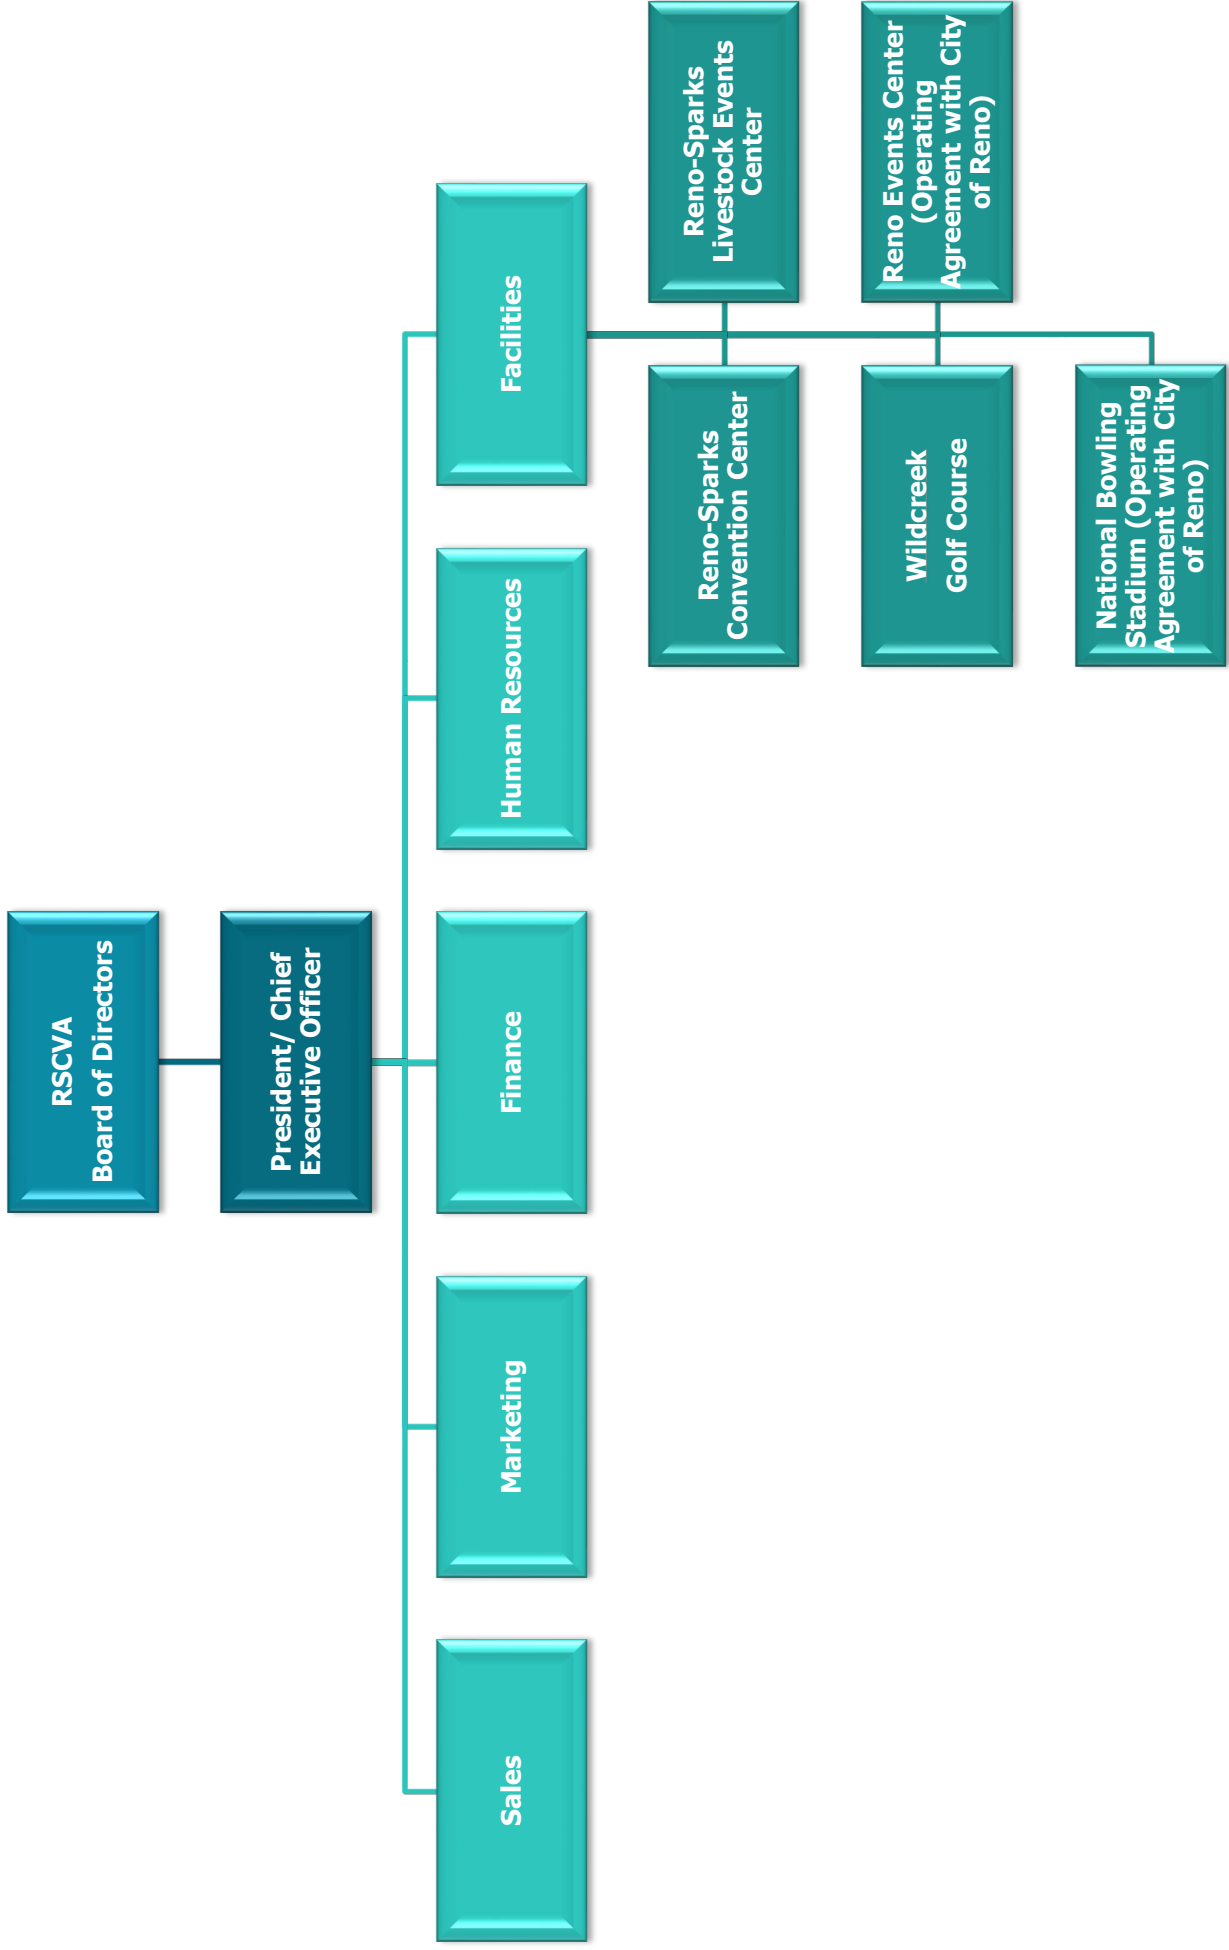 RSCVA
Board of Directors
President/ Chief
Executive Officer
Sales
Marketing
Finance
Human Resources
Facilities
Reno-Sparks
Convention Center
Reno-Sparks
Livestock Events
Center
Wildcreek
Golf Course
Reno Events Center
(Operating
Agreement with City
of Reno)
National Bowling
Stadium (Operating
Agreement with City
of Reno)